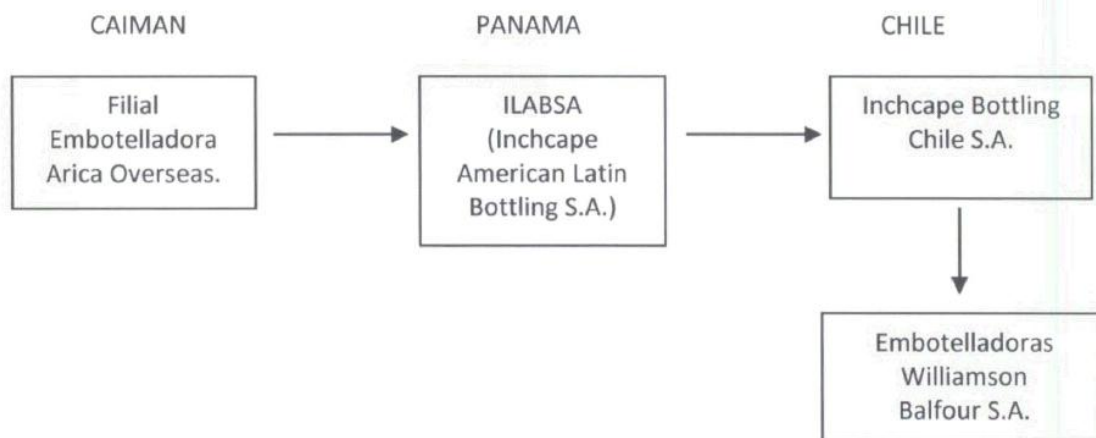 CAIMAN
PANAMA
CHILE
Filial
Embotelladora
Arica Overseas.
ILABSA
(Inchcape
American Latin
Bottling S.A.)
Inchcape Bottling
Chile S.A.
Embotelladoras
Williamson
Balfour S.A.